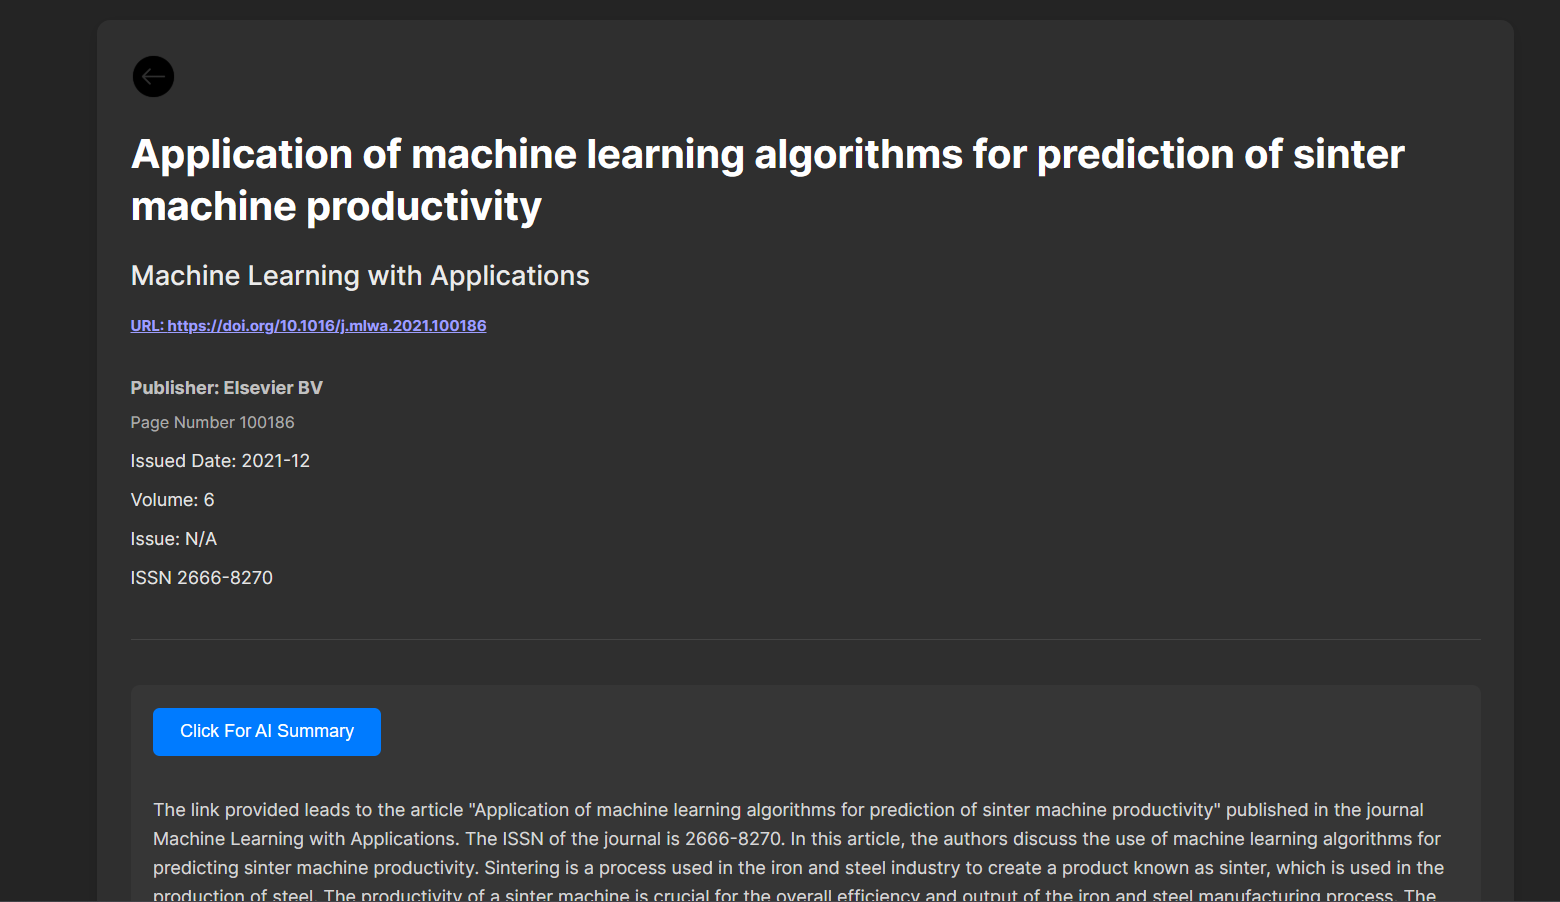 Application of machine learning algorithms for prediction of sinter
machine productivity
Machine Learning with Applications
URL: https://doi.org/10.1016/j.mlwa.2021.100186
Publisher: Elsevier BV
Page Number 100186
Issued Date: 2021-12
Volume: 6
Issue: N/A
ISSN 2666-8270
Click For AI Summary
The link provided leads to the article "Application of machine learning algorithms for prediction of sinter machine productivity" published in the journal
Machine Learning with Applications. The ISSN of the journal is 2666-8270. In this article, the authors discuss the use of machine learning algorithms for
predicting sinter machine productivity. Sintering is a process used in the iron and steel industry to create a product known as sinter, which is used in the
production of steel. The productivity of a sinter machine is crucial for the overall efficiency and output of the iron and steel manufacturing process. The